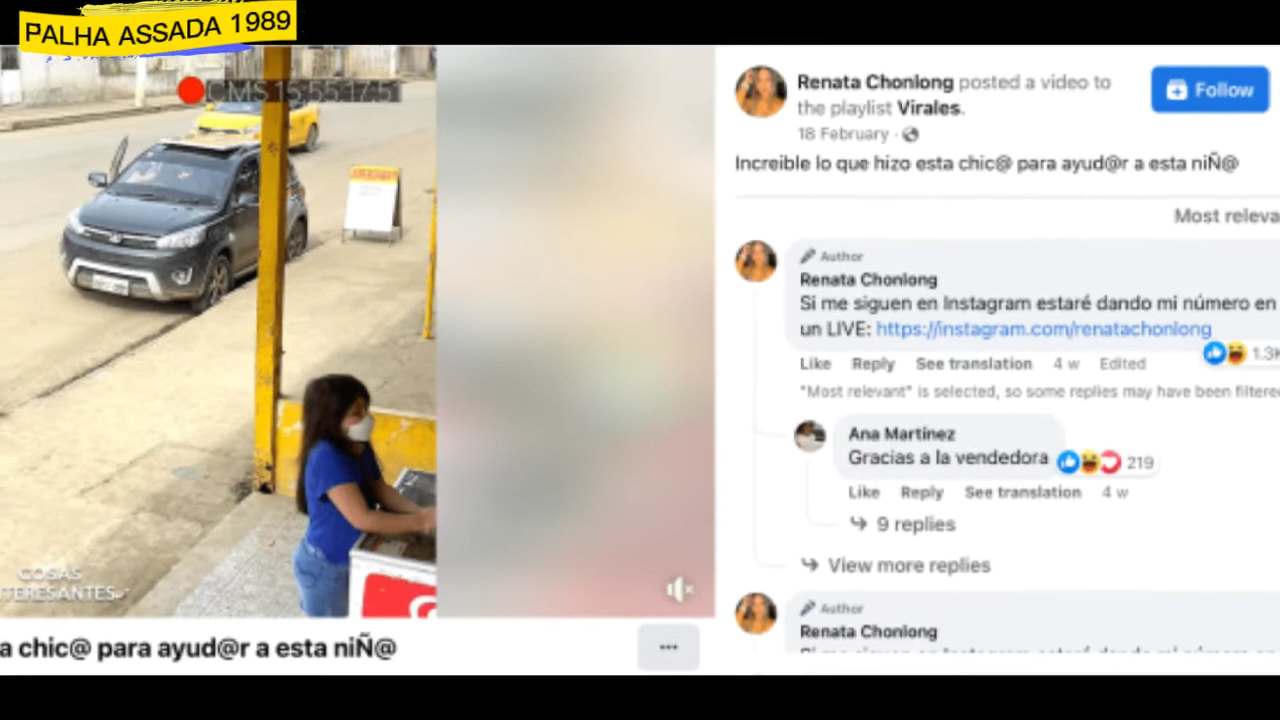 PALHA ASSADA 1989
CMS 15:55:17:51
Renata Chonlong posted a video to
the playlist Virales.
18 February ·
Follow
Increible lo que hizo esta chic@ para ayud@r a esta niÑ@
Most releva
Author
Renata Chonlong
Si me siguen en Instagram estaré dando mi número en
un LIVE: https://instagram.com/renatachonlong
1.3K
Like Reply See translation 4 w Edited
"Most relevant" is selected, so some replies may have been filtere
Ana Martínez
Gracias a la vendedora
219
Like Reply See translation 4 w
9 replies
View more replies
Author
Renata Chonlong
COSAS
TERESANTES
a chic@ para ayud@r a esta niÑ@